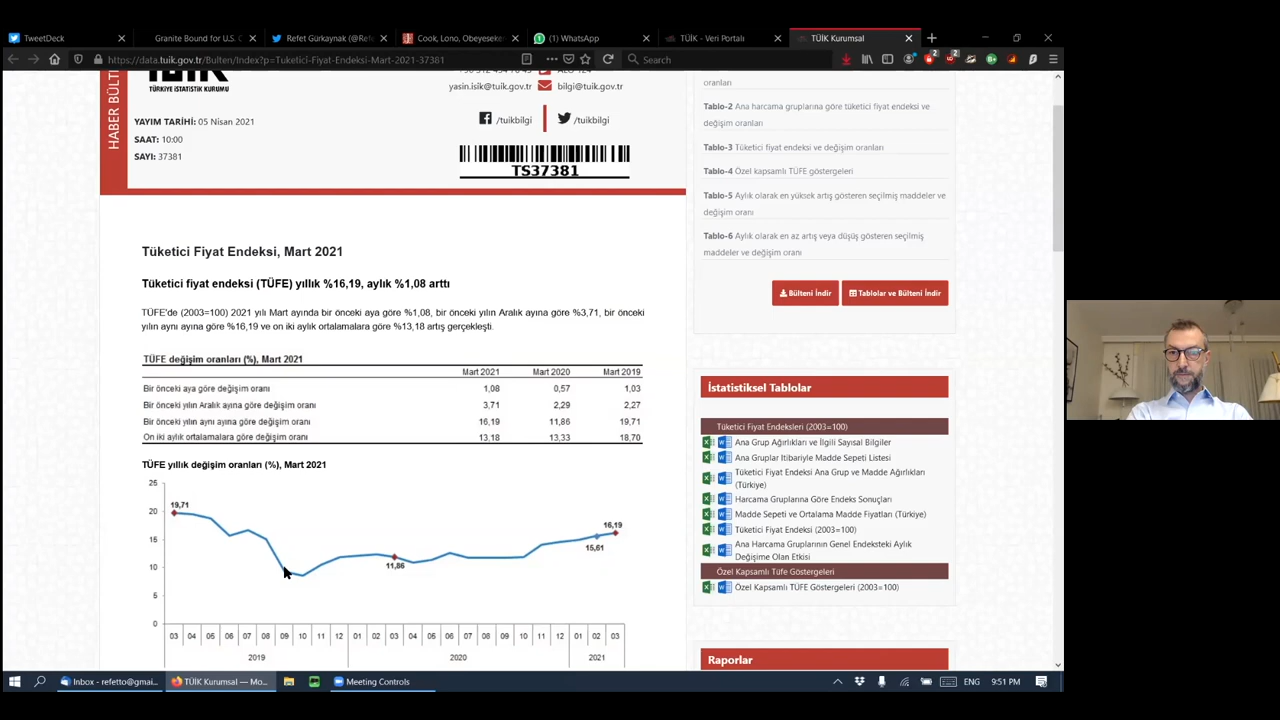 TweetDeck
Granite Bound for U.S. C
Refet Gürkaynak (@Re
Cook, Lono, Obeyeseker
(1) WhatsApp
TÜİK - Veri Portalı
TÜİK Kurumsal
https://data.tuik.gov.tr/Bulten/Index?p=Tuketici-Fiyat-Endeksi-Mart-2021-37381
Search
HABER BÜLT
TÜRKİYE İSTATİSTİK KURUMU
yasin.isik@tuik.gov.tr
bilgi@tuik.gov.tr
/tuikbilgi
/tuikbilgi
YAYIM TARİHİ: 05 Nisan 2021
SAAT: 10:00
SAYI: 37381
TS37381
Tüketici Fiyat Endeksi, Mart 2021
Tüketici fiyat endeksi (TÜFE) yıllık %16,19, aylık %1,08 arttı
TÜFE'de (2003=100) 2021 yılı Mart ayında bir önceki aya göre %1,08, bir önceki yılın Aralık ayına göre %3,71, bir önceki
yılın aynı ayına göre %16,19 ve on iki aylık ortalamalara göre %13,18 artış gerçekleşti.
TÜFE değişim oranları (%), Mart 2021
Mart 2021 Mart 2020 Mart 2019
Bir önceki aya göre değişim oranı 1,08 0,57 1,03
Bir önceki yılın Aralık ayına göre değişim oranı 3,71 2,29 2,27
Bir önceki yılın aynı ayına göre değişim oranı 16,19 11,86 19,71
On iki aylık ortalamalara göre değişim oranı 13,18 13,33 18,70
TÜFE yıllık değişim oranları (%), Mart 2021
25
20
15
10
5
0
19,71
11,86
15,61
16,19
03 04 05 06 07 08 09 10 11 12 01 02 03 04 05 06 07 08 09 10 11 12 01 02 03
2019 2020 2021
oranları
Tablo-2 Ana harcama gruplarına göre tüketici fiyat endeksi ve
değişim oranları
Tablo-3 Tüketici fiyat endeksi ve değişim oranları
Tablo-4 Özel kapsamlı TÜFE göstergeleri
Tablo-5 Aylık olarak en yüksek artış gösteren seçilmiş maddeler ve
değişim oranı
Tablo-6 Aylık olarak en az artış veya düşüş gösteren seçilmiş
maddeler ve değişim oranı
Bülteni İndir
Tablolar ve Bülteni İndir
İstatistiksel Tablolar
Tüketici Fiyat Endeksleri (2003=100)
Ana Grup Ağırlıkları ve İlgili Sayısal Bilgiler
Ana Gruplar İtibariyle Madde Sepeti Listesi
Tüketici Fiyat Endeksi Ana Grup ve Madde Ağırlıkları
(Türkiye)
Harcama Gruplarına Göre Endeks Sonuçları
Madde Sepeti ve Ortalama Madde Fiyatları (Türkiye)
Tüketici Fiyat Endeksi (2003=100)
Ana Harcama Gruplarının Genel Endeksteki Aylık
Değişime Olan Etkisi
Özel Kapsamlı Tüfe Göstergeleri
Özel Kapsamlı TÜFE Göstergeleri (2003=100)
Raporlar
Inbox - refetto@gmai...
TÜİK Kurumsal — Mo...
Meeting Controls
ENG
9:51 PM